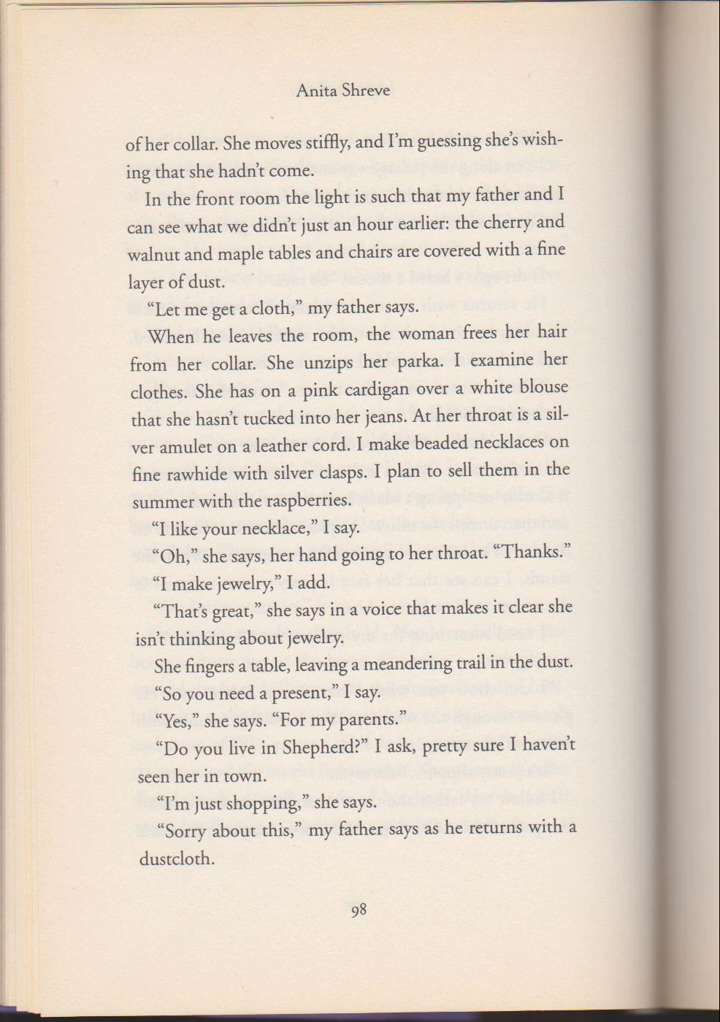 Anita Shreve
of her collar. She moves stiffly, and I'm guessing she's wish-
ing that she hadn't come.
In the front room the light is such that my father and I
can see what we didn't just an hour earlier: the cherry and
walnut and maple tables and chairs are covered with a fine
layer of dust.
“Let me get a cloth,” my father says.
When he leaves the room, the woman frees her hair
from her collar. She unzips her parka. I examine her
clothes. She has on a pink cardigan over a white blouse
that she hasn't tucked into her jeans. At her throat is a sil-
ver amulet on a leather cord. I make beaded necklaces on
fine rawhide with silver clasps. I plan to sell them in the
summer with the raspberries.
“I like your necklace,” I say.
“Oh,” she says, her hand going to her throat. “Thanks.”
“I make jewelry,” I add.
“That's great,” she says in a voice that makes it clear she
isn't thinking about jewelry.
She fingers a table, leaving a meandering trail in the dust.
“So you need a present,” I say.
“Yes,” she says. “For my parents.”
“Do you live in Shepherd?” I ask, pretty sure I haven't
seen her in town.
“I'm just shopping,” she says.
“Sorry about this,” my father says as he returns with a
dustcloth.
98